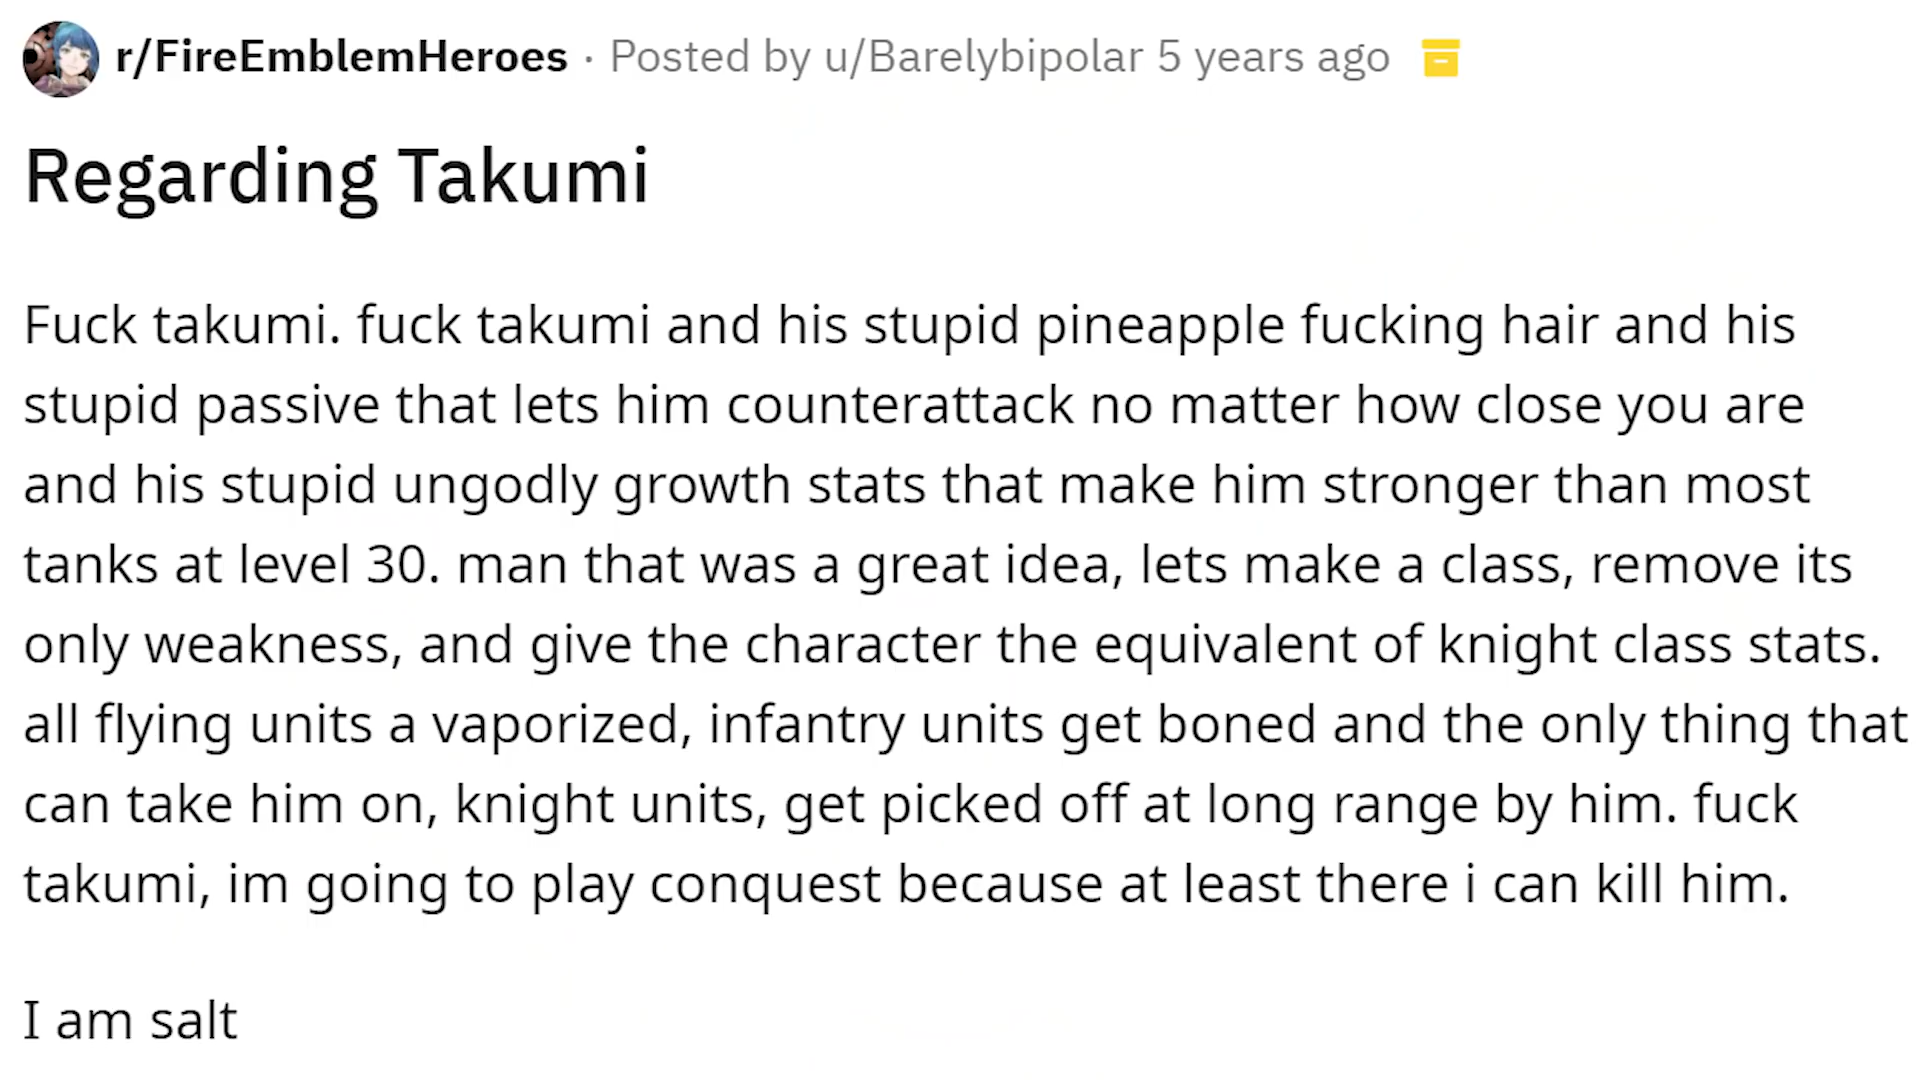 r/FireEmblemHeroes · Posted by u/Barelybipolar 5 years ago
Regarding Takumi
Fuck takumi. fuck takumi and his stupid pineapple fucking hair and his
stupid passive that lets him counterattack no matter how close you are
and his stupid ungodly growth stats that make him stronger than most
tanks at level 30. man that was a great idea, lets make a class, remove its
only weakness, and give the character the equivalent of knight class stats.
all flying units a vaporized, infantry units get boned and the only thing that
can take him on, knight units, get picked off at long range by him. fuck
takumi, im going to play conquest because at least there i can kill him.
I am salt